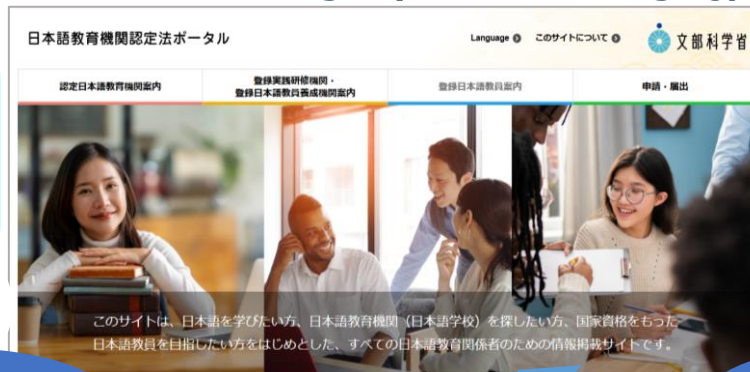 日本語教育機関認定法ポータル
Language
このサイトについて
文部科学省
認定日本語教育機関案内
登録実践研修機関・
登録日本語教員養成機関案内
登録日本語教員案内
申請・届出
このサイトは、日本語を学びたい方、日本語教育機関（日本語学校）を探したい方、国家資格をもった
日本語教員を目指したい方をはじめとした、すべての日本語教育関係者のための情報掲載サイトです。